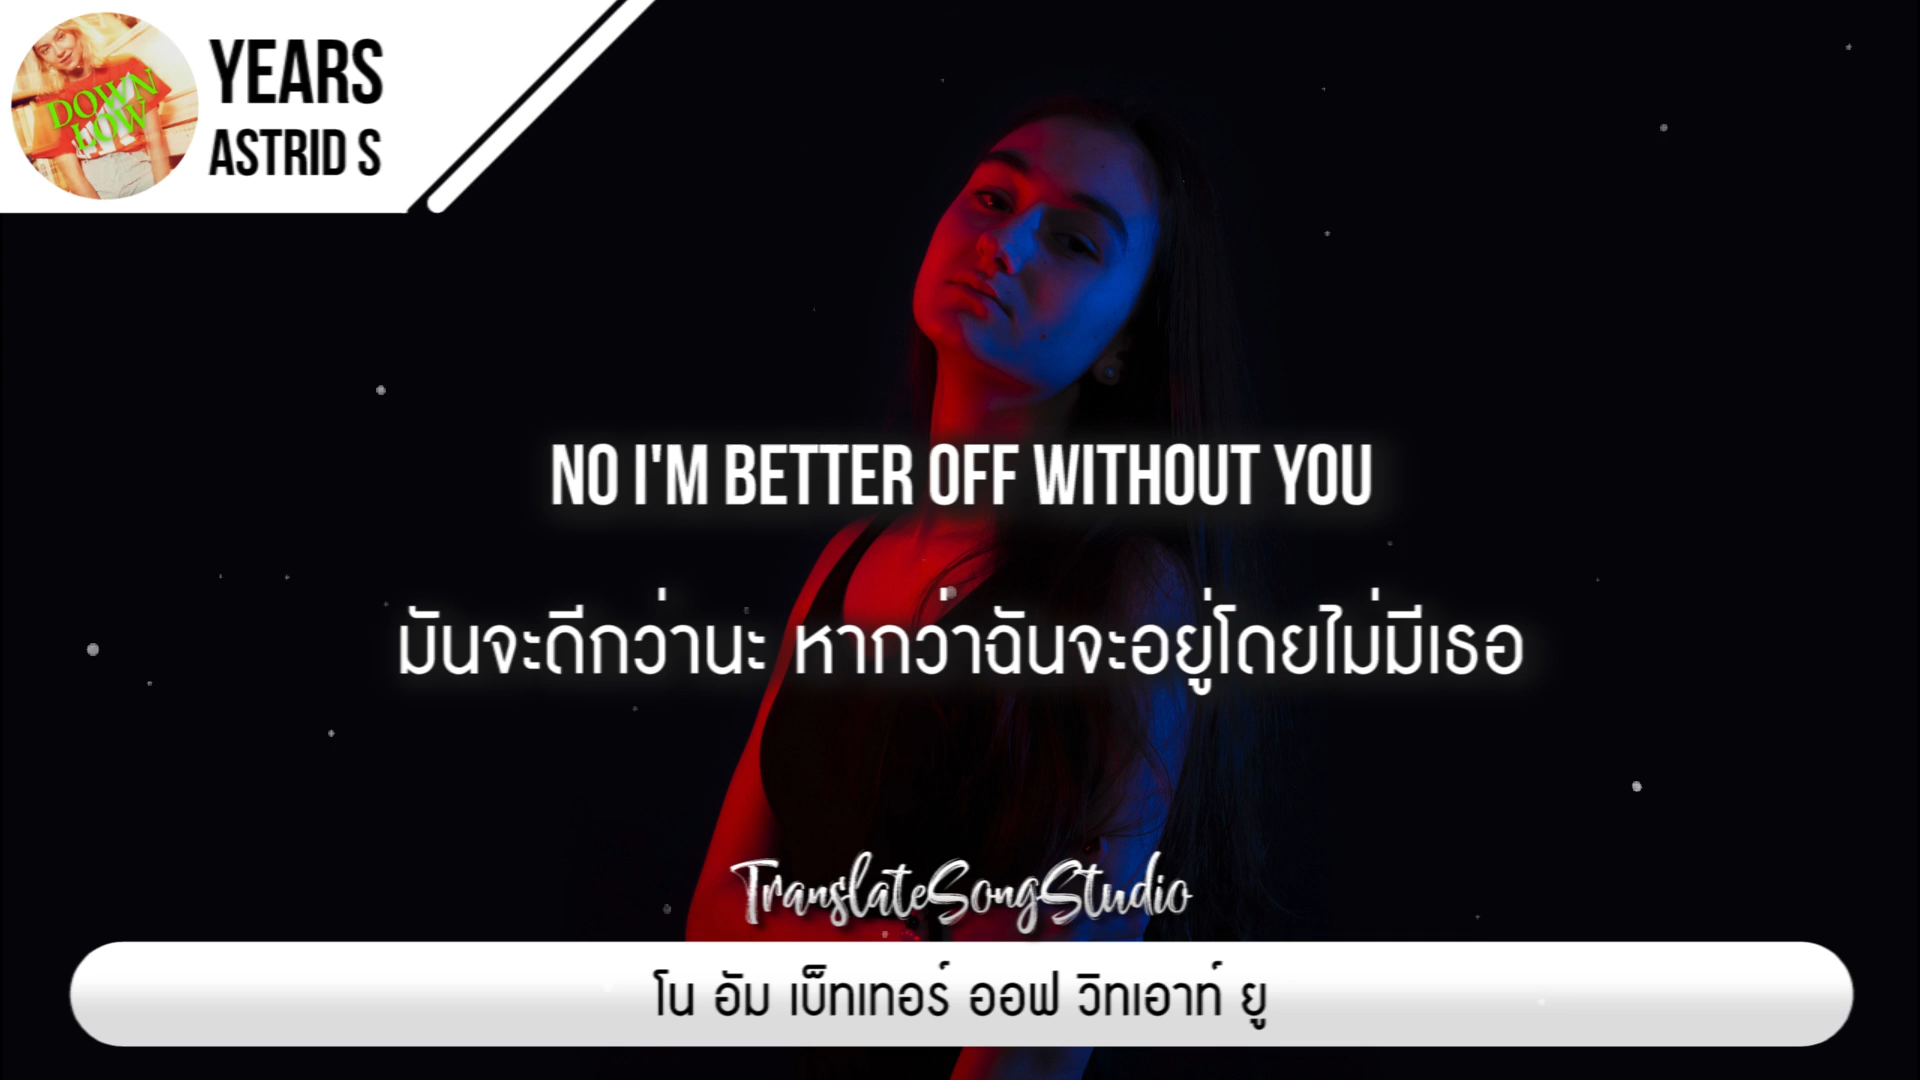 DOWN
LOW
YEARS
ASTRID S
NO I'M BETTER OFF WITHOUT YOU
มันจะดีกว่านะ หากว่าฉันจะอยู่โดยไม่มีเธอ
TranslateSongStudio
โน อัม เบ็ทเทอร์ ออฟ วิทเอาท์ ยู